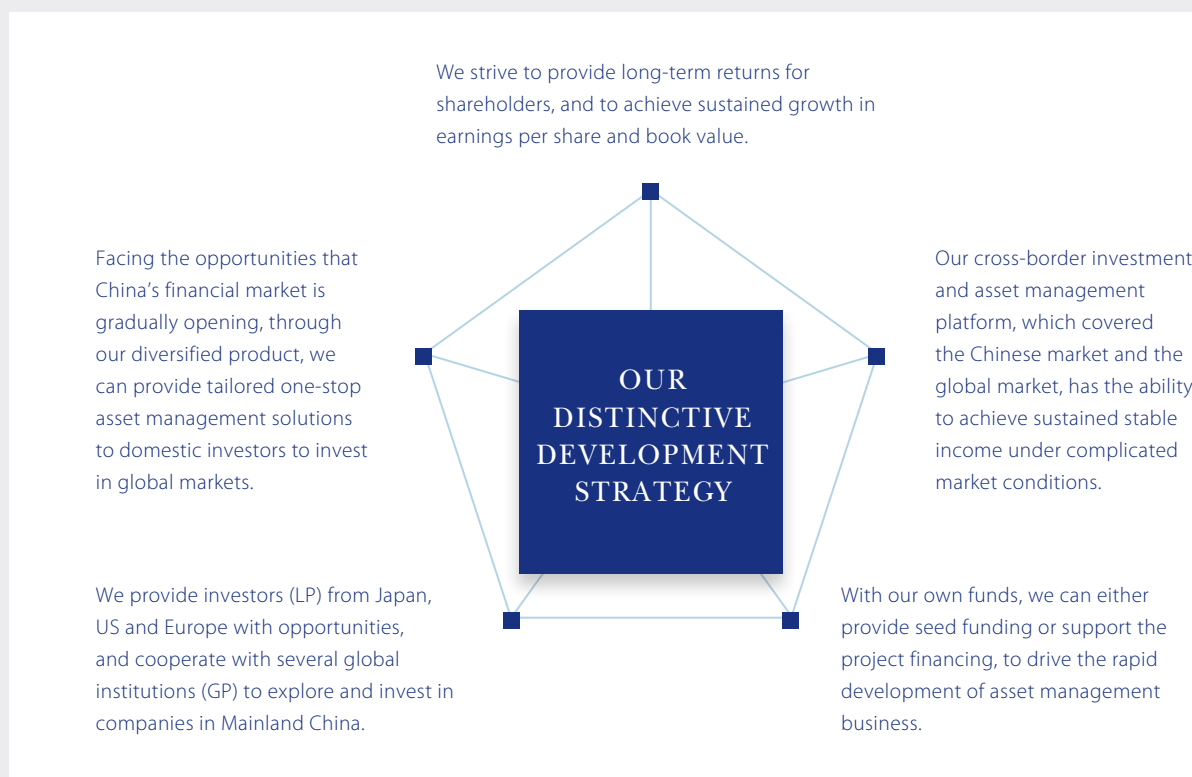 We strive to provide long-term returns for
shareholders, and to achieve sustained growth in
earnings per share and book value.
Facing the opportunities that
China’s financial market is
gradually opening, through
our diversified product, we
can provide tailored one-stop
asset management solutions
to domestic investors to invest
in global markets.
OUR
DISTINCTIVE
DEVELOPMENT
STRATEGY
Our cross-border investment
and asset management
platform, which covered
the Chinese market and the
global market, has the ability
to achieve sustained stable
income under complicated
market conditions.
We provide investors (LP) from Japan,
US and Europe with opportunities,
and cooperate with several global
institutions (GP) to explore and invest in
companies in Mainland China.
With our own funds, we can either
provide seed funding or support the
project financing, to drive the rapid
development of asset management
business.